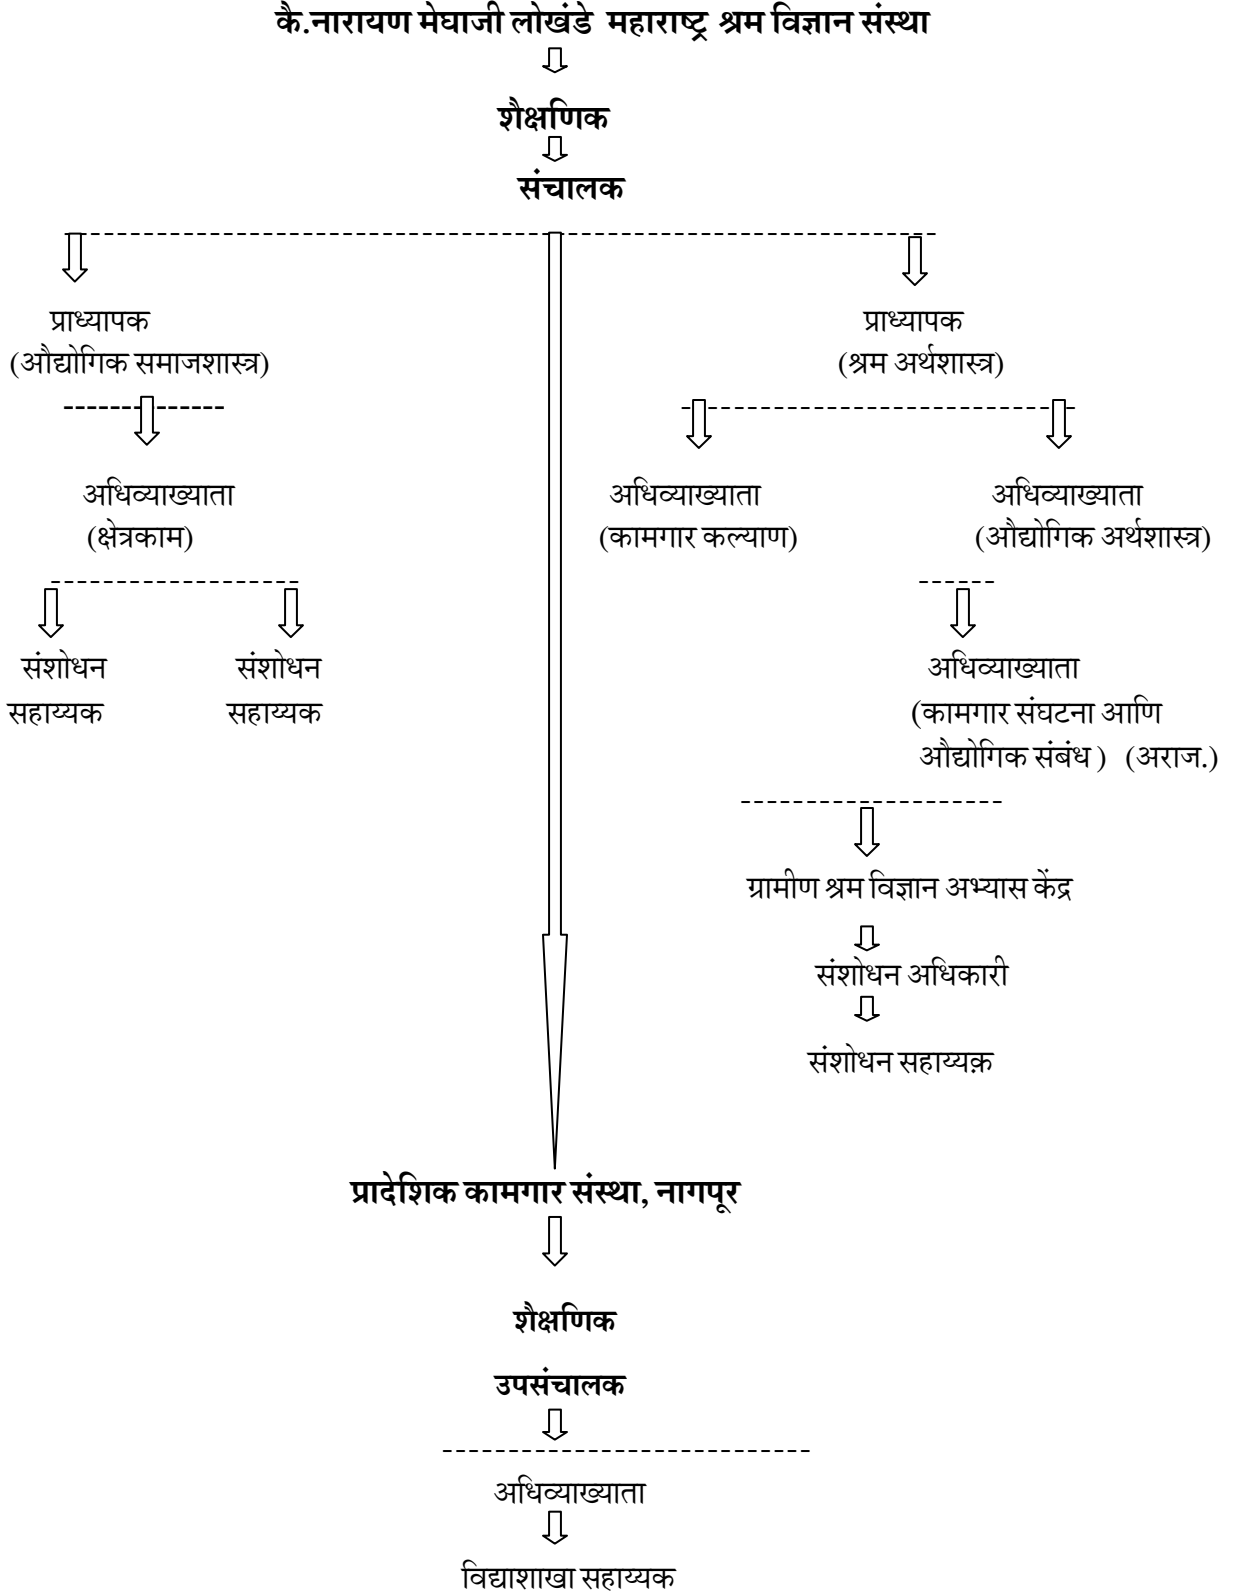 कै.नारायण मेघाजी लोखंडे महाराष्ट्र श्रम विज्ञान संस्था
शैक्षणिक
संचालक
प्राध्यापक
(औद्योगिक समाजशास्त्र)
प्राध्यापक
(श्रम अर्थशास्त्र)
अधिव्याख्याता
(क्षेत्रकाम)
अधिव्याख्याता
(कामगार कल्याण)
अधिव्याख्याता
(औद्योगिक अर्थशास्त्र)
संशोधन
सहाय्यक
संशोधन
सहाय्यक
अधिव्याख्याता
(कामगार संघटना आणि
औद्योगिक संबंध ) (अराज.)
ग्रामीण श्रम विज्ञान अभ्यास केंद्र
संशोधन अधिकारी
संशोधन सहाय्यक़
प्रादेशिक कामगार संस्था, नागपूर
शैक्षणिक
उपसंचालक
अधिव्याख्याता
विद्याशाखा सहाय्यक